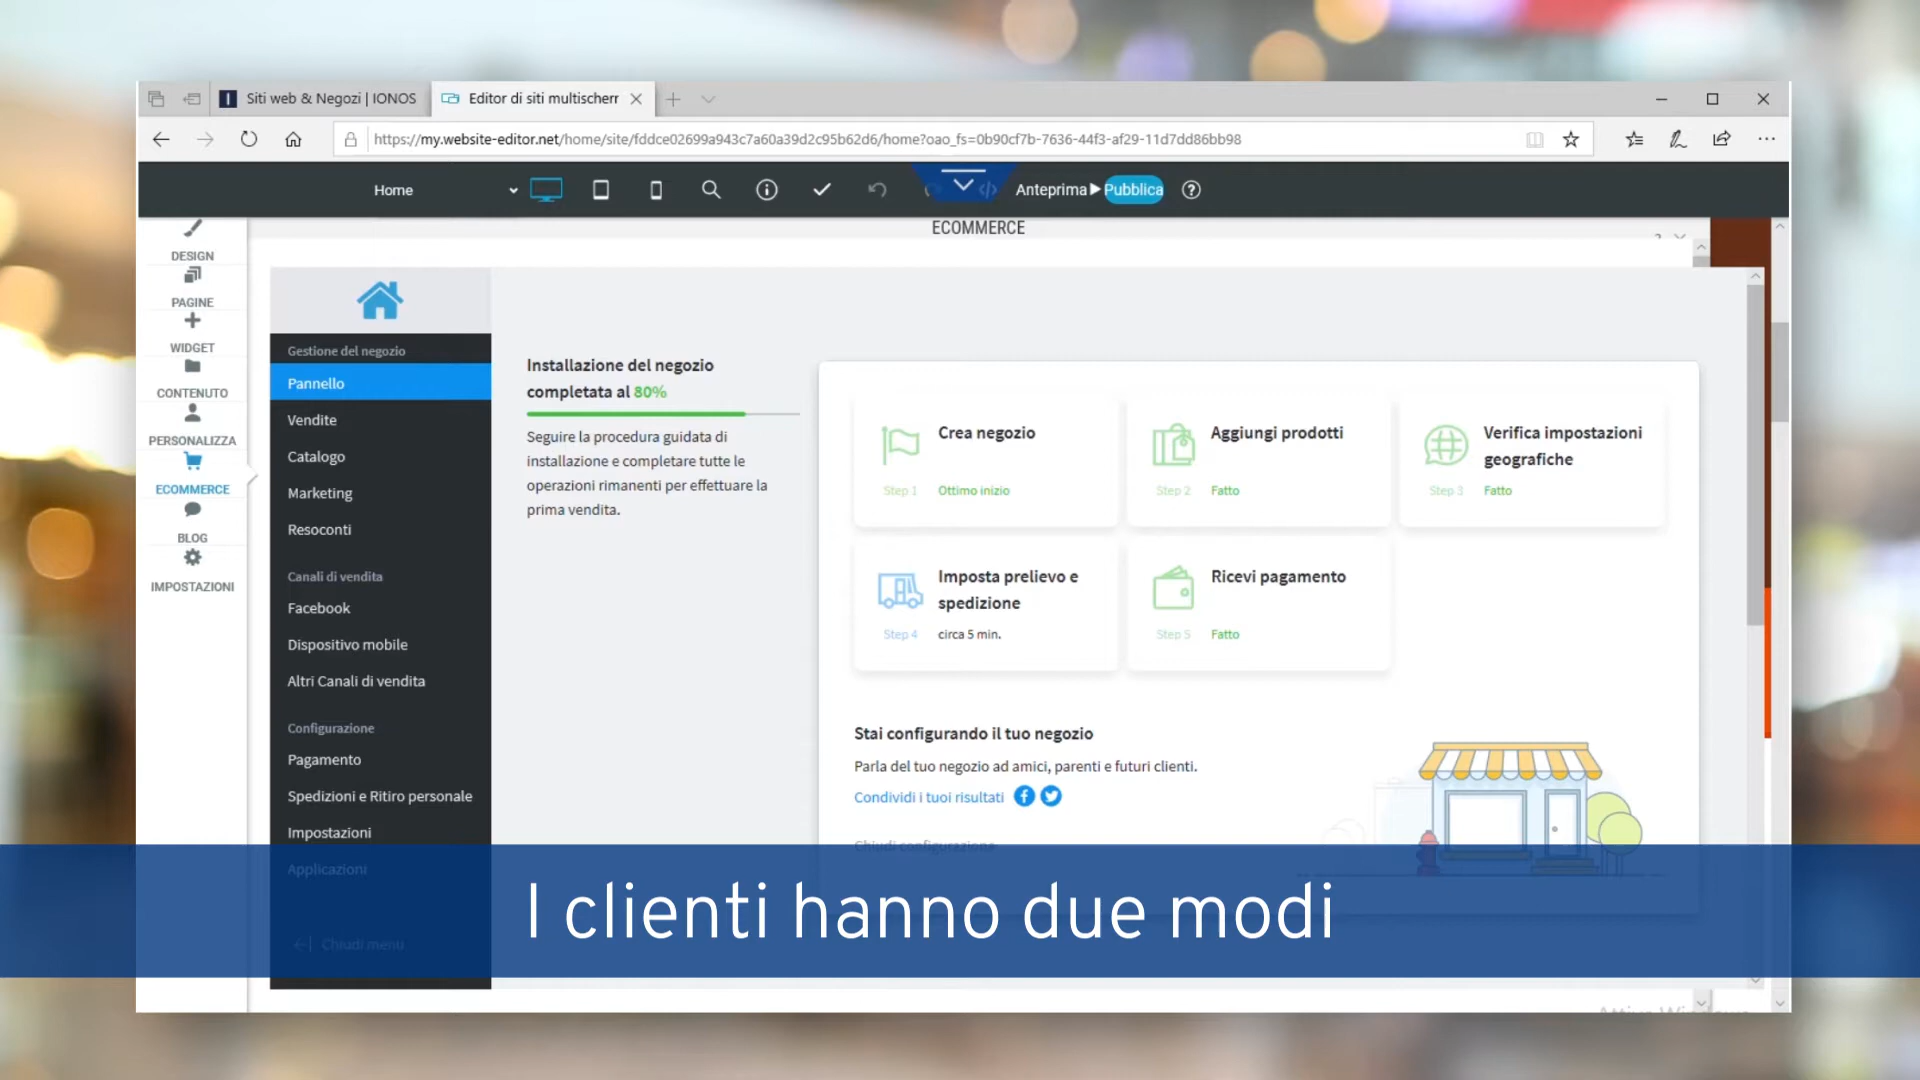 Siti web & Negozi | IONOS
Editor di siti multischerr
https://my.website-editor.net/home/site/fddce02699a943c7a60a39d2c95b62d6/home?oao_fs=0b90cf7b-7636-44f3-af29-11d7dd86bb98
Home
Anteprima
Pubblica
ECOMMERCE
DESIGN
PAGINE
WIDGET
CONTENUTO
PERSONALIZZA
ECOMMERCE
BLOG
IMPOSTAZIONI
Gestione del negozio
Pannello
Vendite
Catalogo
Marketing
Resoconti
Canali di vendita
Facebook
Dispositivo mobile
Altri Canali di vendita
Configurazione
Pagamento
Spedizioni e Ritiro personale
Impostazioni
Applicazioni
Chiudi menu
Installazione del negozio
completata al 80%
Seguire la procedura guidata di
installazione e completare tutte le
operazioni rimanenti per effettuare la
prima vendita.
Crea negozio
Step 1 Ottimo inizio
Aggiungi prodotti
Step 2 Fatto
Verifica impostazioni
geografiche
Step 3 Fatto
Imposta prelievo e
spedizione
Step 4 circa 5 min.
Ricevi pagamento
Step 5 Fatto
Stai configurando il tuo negozio
Parla del tuo negozio ad amici, parenti e futuri clienti.
Condividi i tuoi risultati
Chiudi configurazione
I clienti hanno due modi